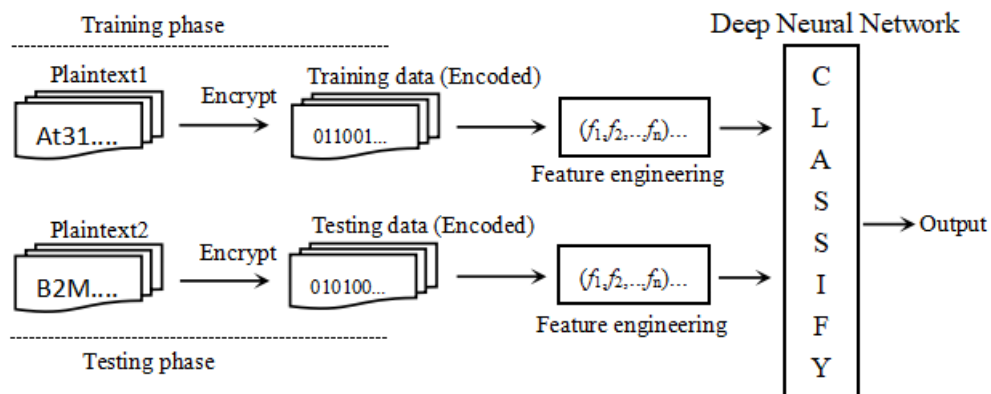 Training phase
Deep Neural Network
Plaintext1
Encrypt
Training data (Encoded)
At31....
011001...
(f1,f2,...fn)...
Feature engineering
Plaintext2
Encrypt
Testing data (Encoded)
B2M....
010100...
(f1,f2,...fn)...
Feature engineering
Testing phase
C
L
A
S
S
I
F
Y
Output